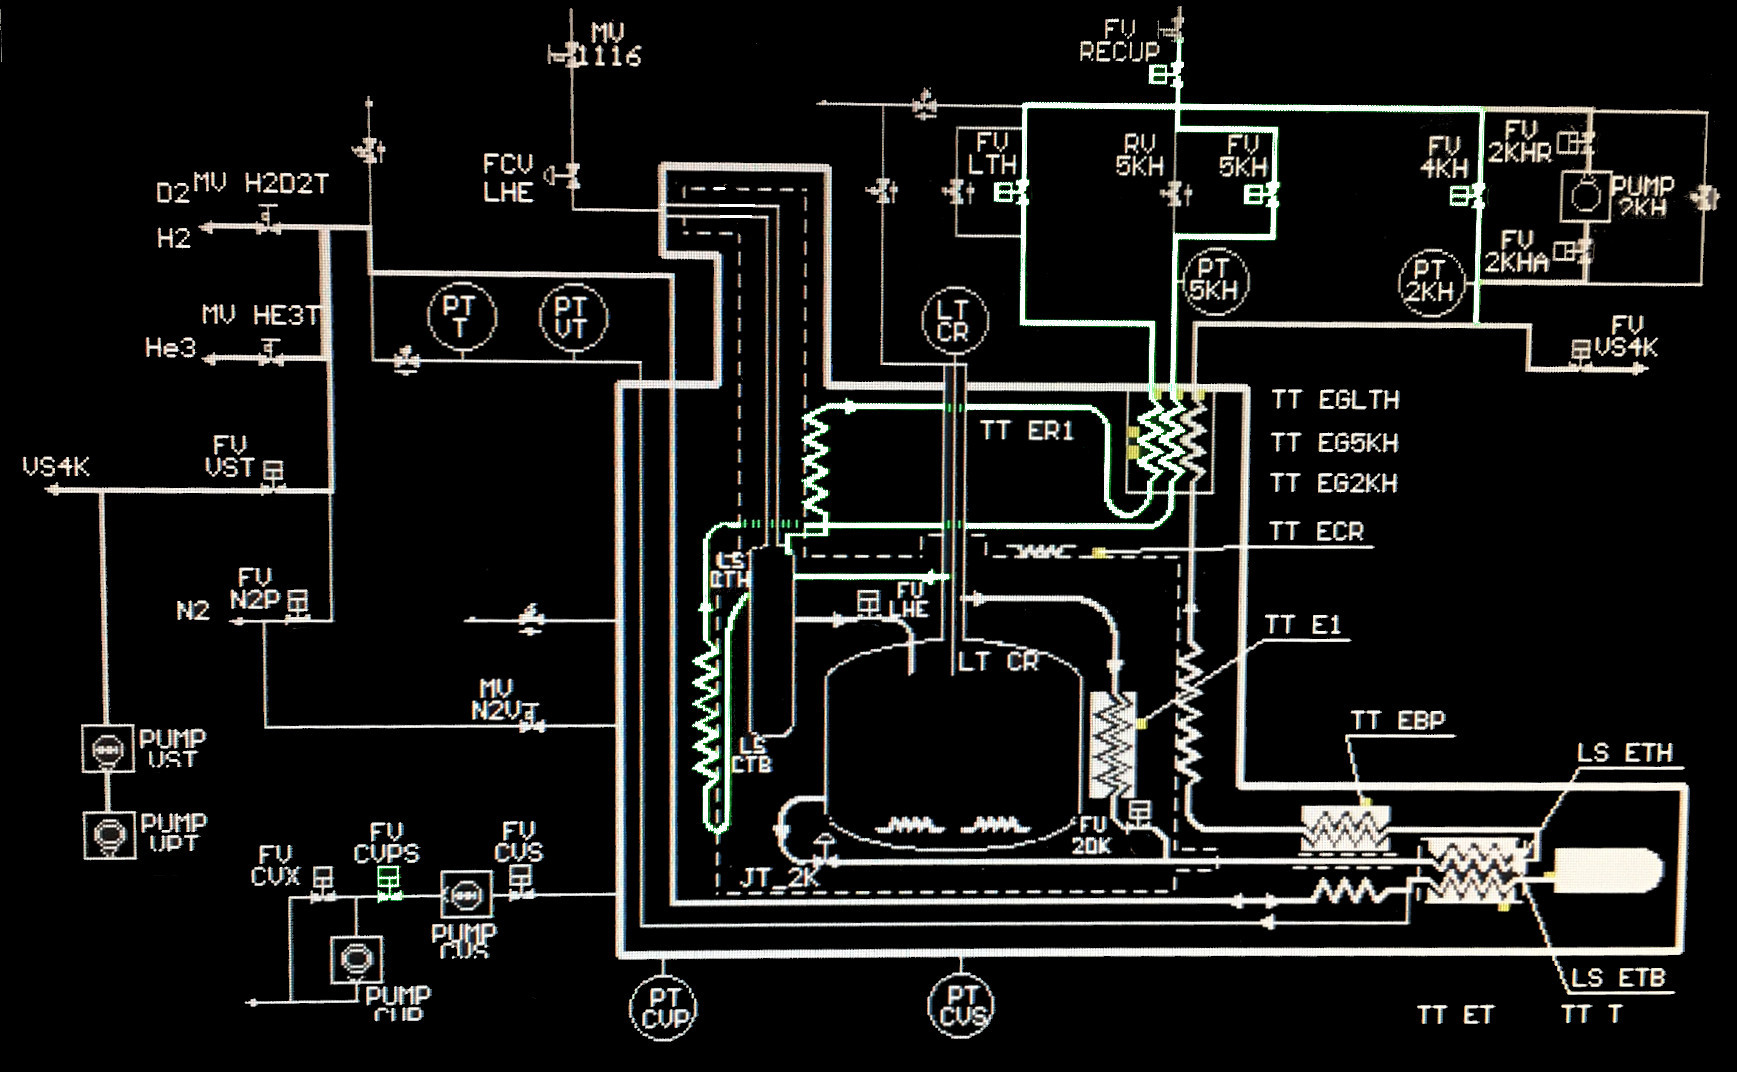 MV
1116
FV
RECUP
FCV
LHE
FV
LTH
RV
5KH
FV
5KH
FV
4KH
FV
2KHR
PUMP
2KH
FV
2KHA
D2
MV H2D2T
H2
PT
5KH
PT
2KH
MV HE3T
He3
PT
T
PT
VT
LT
CR
FV
VS4K
TT EGLTH
TT ER1
TT EG5KH
TT EG2KH
VS4K
FV
VST
TT ECR
LS
CTH
FV
N2P
N2
FV
LHE
TT E1
LT CR
MV
N2V
PUMP
VST
LS
CTB
TT EBP
LS ETH
PUMP
VPT
FV
CVX
FV
CVPS
FV
CVS
FV
20K
JT_2K
PUMP
CVS
PUMP
CVP
PT
CVP
PT
CVS
LS ETB
TT ET
TT T